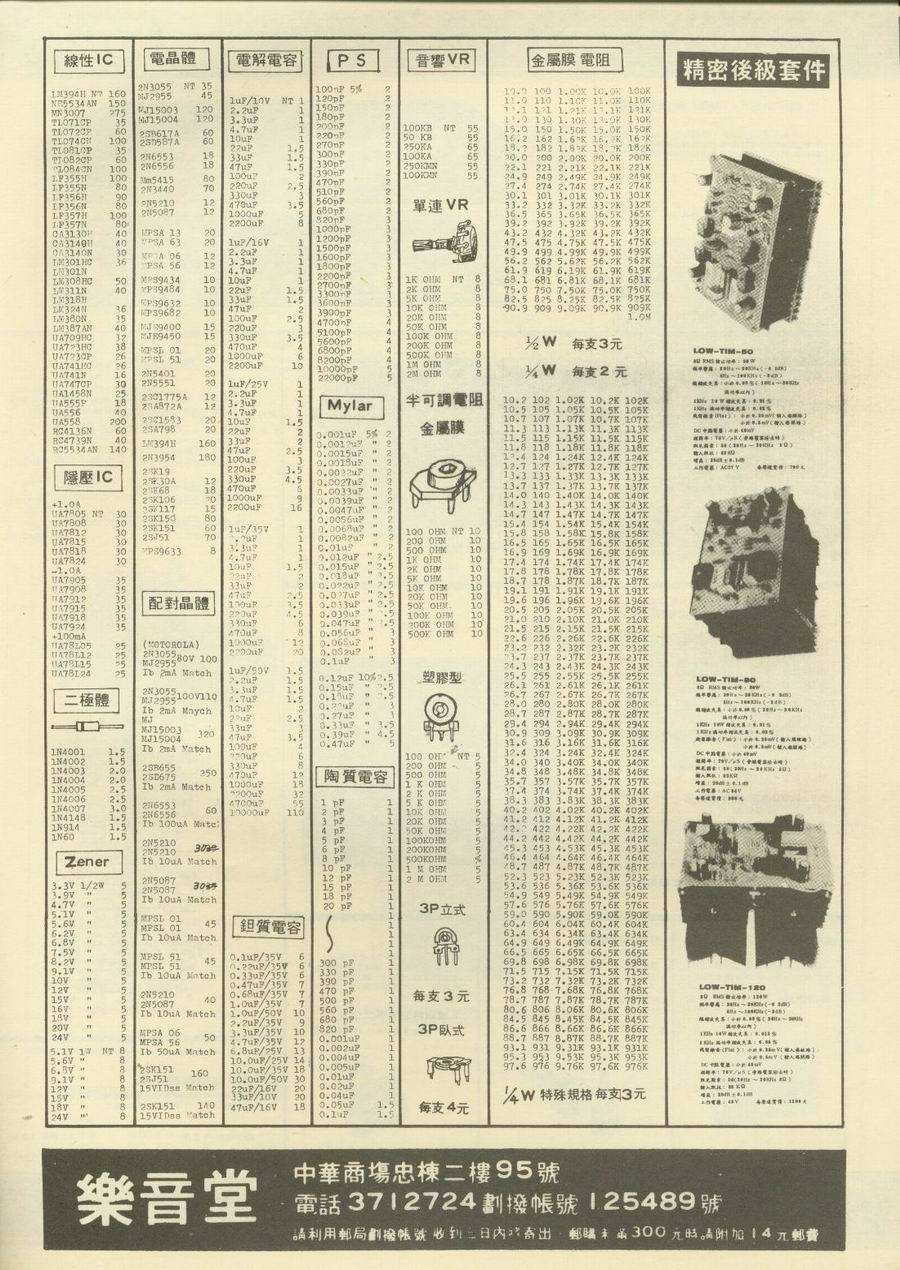 線性IC
LM394H NT 160
NE5534AN 150
MN3007 275
TL071CP 35
TL072CP 60
TL074CN 100
TL081CP 35
TL082CP 60
TL084CN 100
LF355H 100
LF355N 80
LF356H 90
LF356N 80
LF357H 100
LF357N 80
CA3130H 40
CA3140H 40
LM301HC 36
LM301N
LM308HC 50
LM311N 40
LM318H
LM324N 36
LM380N 35
LM387AN 40
UA709HC 32
UA723HC 38
UA723CP 26
UA741HC 26
UA741N 16
UA747CP 30
UA1458N 25
UA555P 18
UA556 40
UA558 200
RC4136N 60
RC4739N 40
RC5534AN 140
隱壓IC
+1.0A
UA7805 NT 30
UA7808 30
UA7812 30
UA7815 30
UA7818 30
UA7824 30
-1.0A
UA7905 35
UA7908 35
UA7912 35
UA7915 35
UA7918 35
UA7924 35
+100mA
UA78L05 25
UA78L12 25
UA78L15 25
UA78L24 25
二極體
1N4001 1.5
1N4002 1.5
1N4003 2.0
1N4004 2.0
1N4005 2.5
1N4006 2.5
1N4007 3.0
1N4148 1.5
1N914 1.5
1N60 1.5
Zener
3.3V 1/2W 5
3.9V " 5
4.7V " 5
5.1V " 5
5.6V " 5
6.2V " 5
6.8V " 5
7.5V " 5
8.2V " 5
9.1V " 5
10V " 5
12V " 5
15V " 5
16V " 5
18V " 5
20V " 5
24V " 5
5.1V 1W NT 8
5.6V " 8
6.8V " 8
9.1V " 8
12V " 8
15V " 8
18V " 8
24V " 8
電晶體
2N3055 NT 35
MJ2955 45
MJ15003 120
MJ15004 120
2SB617A 60
2SD587A 60
2N6553 18
2N6556 18
Mm5415 80
2N3440 70
2N5210 12
2N5087 12
MPSA 13 20
MPSA 63 20
MPSA 06 12
MPSA 56 12
MPS9434 10
MPS9484 10
MPS9632 10
MPS9682 10
MJE9400 15
MJE9450 15
MPSL 01 20
MPSL 51 20
2N5401 20
2N5551 20
2SC1775A 12
2SA872A 12
2SC1583 20
2SA798 20
LM394H 160
2N3954 180
2SK19
2SK30A 12
2SK68 18
2SK106 20
2SK117 15
2SK150 80
2SK151 60
2SJ51 70
MPS9633 8
配對晶體
(MOTOROLA)
2N3055 80V 100
MJ2955
Ib 2mA Match
2N3055 100V110
MJ2955
Ib 2mA Maych
MJ
MJ15003 320
MJ15004
Ib 2mA Match
2SB655 250
2SD675
Ib 2mA Match
2N6553
2N6556 60
Ib 100uA Match
2N5210
2N5210
Ib 10uA Match
2N5087
2N5087
Ib 10uA Match
MPSL 01 45
MPSL 01
Ib 10uA Match
MPSL 51 45
MPSL 51
Ib 10uA Match
2N5210 40
2N5087
Ib 10uA Match
MPSA 06 50
MPSA 56
Ib 50uA Match
2SK151 160
2SJ51
15VIDss Match
2SK151 140
15VIDss Match
電解電容
1uF/10V NT 1
2.2uF 1
3.3uF 1
4.7uF 1
10uF 1
22uF 1.5
33uF 1.5
47uF 1.5
100uF 2
220uF 2.5
330uF 3
470uF 3.5
1000uF 5
2200uF 8
1uF/16V 1
2.2uF 1
3.3uF 1
4.7uF 1
10uF 1
22uF 1.5
33uF 1.5
47uF 2
100uF 2.5
220uF 3
330uF 3.5
470uF 4
1000uF 6
2200uF 10
1uF/25V 1
2.2uF 1
3.3uF 1
4.7uF 1
10uF 1.5
22uF 2
33uF 2
47uF 2.5
100uF 3
220uF 3.5
330uF 4.5
470uF 6
1000uF 9
2200uF 16
1uF/35V 1
2.2uF 1
3.3uF 1
4.7uF 1
10uF 1.5
22uF 2
33uF 2
47uF 2.5
100uF 3.5
220uF 4.5
330uF 6
470uF 8
1000uF 12
2200uF 20
1uF/50V 1.5
2.2uF 1.5
3.3uF 1.5
4.7uF 1.5
10uF 2
22uF 2.5
33uF 3
47uF 3.5
100uF 4
220uF 6
330uF 8
470uF 12
1000uF 18
2200uF 32
4700uF 55
10000uF 110
鉭質電容
0.1uF/35V 6
0.22uF/35V 6
0.33uF/35V 6
0.47uF/35V 7
0.68uF/35V 7
1.0uF/35V 7
1.0uF/50V 10
2.2uF/35V 9
3.3uF/35V 10
4.7uF/35V 12
6.8uF/25V 13
10.0uF/25V 14
10.0uF/35V 18
10.0uF/50V 30
22uF/16V 20
33uF/10V 20
47uF/16V 18
PS
100pF 5% 2
120pF 2
150pF 2
180pF 2
200pF 2
220pF 2
270pF 2
300pF 2
330pF 2
390pF 2
470pF 2
510pF 2
560pF 2
680pF 2
820pF 3
1000pF 3
1200pF 3
1500pF 3
1600pF 3
1800pF 3
2200pF 3
2700pF 3
3300pF 3
3600pF 3
3900pF 3
4700pF 4
5100pF 4
5600pF 4
6800pF 4
8200pF 4
10000pF 5
22000pF 5
Mylar
0.001uF 5% 2
0.0012uF " 2
0.0015uF " 2
0.0018uF " 2
0.0022uF " 2
0.0027uF " 2
0.0033uF " 2
0.0039uF " 2
0.0047uF " 2
0.0056uF " 2
0.0068uF " 2
0.0082uF " 2
0.01uF " 2
0.012uF " 2.5
0.015uF " 2.5
0.018uF " 2.5
0.022uF " 2.5
0.027uF " 2.5
0.033uF " 2.5
0.039uF " 2.5
0.047uF " 2.5
0.056uF " 3
0.068uF " 3
0.082uF " 3
0.1uF " 3
0.12uF 10% 2.5
0.15uF " 2.5
0.18uF " 2.5
0.22uF " 3
0.27uF " 3
0.33uF " 3.5
0.39uF " 4.5
0.47uF " 5
陶質電容
1 pF 1
2 pF 1
3 pF 1
4 pF 1
5 pF 1
6 pF 1
8 pF 1
10 pF 1
12 pF 1
15 pF 1
18 pF 1
20 pF 1
300 pF 1
330 pF 1
390 pF 1
470 pF 1
500 pF 1
560 pF 1
680 pF 1
820 pF 1
0.001uF 1
0.002uF 1
0.004uF 1
0.005uF 1
0.01uF 1
0.02uF 1
0.04uF 1
0.05uF 1.5
0.1uF 1.5
音響VR
100KB NT 55
50 KB 55
250KA 65
100KA 65
250KMN 55
100KMN 55
單連VR
1K OHM NT 8
2K OHM 8
5K OHM 8
10K OHM 8
20K OHM 8
50K OHM 8
100K OHM 8
200K OHM 8
500K OHM 8
1M OHM 8
2M OHM 8
半可調電阻
金屬膜
100 OHM NT 10
200 OHM 10
500 OHM 10
1K OHM 10
2K OHM 10
5K OHM 10
10K OHM 10
20K OHM 10
50K OHM 10
100K OHM 10
200K OHM 10
500K OHM 10
塑膠型
100 OHM NT 5
200 OHM 5
500 OHM 5
1 K OHM 5
2 K OHM 5
5 K OHM 5
10K OHM 5
20K OHM 5
50K OHM 5
100KOHM 5
200KOHM 5
500KOHM 5
1 M OHM 5
2 M OHM 5
3P立式
每支3元
3P臥式
每支4元
金屬膜電阻
10.0 100 1.00K 10.0K 100K
11.0 110 1.10K 11.0K 110K
12.1 121 1.21K 12.1K 121K
13.0 130 1.30K 13.0K 130K
15.0 150 1.50K 15.0K 150K
16.2 162 1.62K 16.2K 162K
18.2 182 1.82K 18.2K 182K
20.0 200 2.00K 20.0K 200K
22.1 221 2.21K 22.1K 221K
24.9 249 2.49K 24.9K 249K
27.4 274 2.74K 27.4K 274K
30.1 301 3.01K 30.1K 301K
33.2 332 3.32K 33.2K 332K
36.5 365 3.65K 36.5K 365K
39.2 392 3.92K 39.2K 392K
43.2 432 4.32K 43.2K 432K
47.5 475 4.75K 47.5K 475K
49.9 499 4.99K 49.9K 499K
56.2 562 5.62K 56.2K 562K
61.9 619 6.19K 61.9K 619K
68.1 681 6.81K 68.1K 681K
75.0 750 7.50K 75.0K 750K
82.5 825 8.25K 82.5K 825K
90.9 909 9.09K 90.9K 909K
1.0M
½W 每支3元
¼W 每支2元
10.2 102 1.02K 10.2K 102K
10.5 105 1.05K 10.5K 105K
10.7 107 1.07K 10.7K 107K
11.3 113 1.13K 11.3K 113K
11.5 115 1.15K 11.5K 115K
11.8 118 1.18K 11.8K 118K
12.4 124 1.24K 12.4K 124K
12.7 127 1.27K 12.7K 127K
13.3 133 1.33K 13.3K 133K
13.7 137 1.37K 13.7K 137K
14.0 140 1.40K 14.0K 140K
14.3 143 1.43K 14.3K 143K
14.7 147 1.47K 14.7K 147K
15.4 154 1.54K 15.4K 154K
15.8 158 1.58K 15.8K 158K
16.5 165 1.65K 16.5K 165K
16.9 169 1.69K 16.9K 169K
17.4 174 1.74K 17.4K 174K
17.8 178 1.78K 17.8K 178K
18.7 178 1.87K 18.7K 187K
19.1 191 1.91K 19.1K 191K
19.6 196 1.96K 19.6K 196K
20.5 205 2.05K 20.5K 205K
21.0 210 2.10K 21.0K 210K
21.5 215 2.15K 21.5K 215K
22.6 226 2.26K 22.6K 226K
23.2 232 2.32K 23.2K 232K
23.7 237 2.37K 23.7K 237K
24.3 243 2.43K 24.3K 243K
25.5 255 2.55K 25.5K 255K
26.1 261 2.61K 26.1K 261K
26.7 267 2.67K 26.7K 267K
28.0 280 2.80K 28.0K 280K
28.7 287 2.87K 28.7K 287K
29.4 294 2.94K 29.4K 294K
30.9 309 3.09K 30.9K 309K
31.6 316 3.16K 31.6K 316K
32.4 324 3.24K 32.4K 324K
34.0 340 3.40K 34.0K 340K
34.8 348 3.48K 34.8K 348K
35.7 357 3.57K 35.7K 357K
37.4 374 3.74K 37.4K 374K
38.3 383 3.83K 38.3K 383K
40.2 402 4.02K 40.2K 402K
41.2 412 4.12K 41.2K 412K
42.2 422 4.22K 42.2K 422K
44.2 442 4.42K 44.2K 442K
45.3 453 4.53K 45.3K 453K
46.4 464 4.64K 46.4K 464K
48.7 487 4.87K 48.7K 487K
52.3 523 5.23K 52.3K 523K
53.6 536 5.36K 53.6K 536K
54.9 549 5.49K 54.9K 549K
57.6 576 5.76K 57.6K 576K
59.0 590 5.90K 59.0K 590K
60.4 604 6.04K 60.4K 604K
63.4 634 6.34K 63.4K 634K
64.9 649 6.49K 64.9K 649K
66.5 665 6.65K 66.5K 665K
69.8 698 6.98K 69.8K 698K
71.5 715 7.15K 71.5K 715K
73.2 732 7.32K 73.2K 732K
76.8 768 7.68K 76.8K 768K
78.7 787 7.87K 78.7K 787K
80.6 806 8.06K 80.6K 806K
84.5 845 8.45K 84.5K 845K
86.6 866 8.66K 86.6K 866K
88.7 887 8.87K 88.7K 887K
93.1 931 9.31K 93.1K 931K
95.3 953 9.53K 95.3K 953K
97.6 976 9.76K 97.6K 976K
¼W 特殊規格 每支3元
精密後級套件
LOW-TIM-50
LOW-TIM-80
LOW-TIM-120
樂音堂
中華商場忠棟二樓95號
電話3712724劃撥帳號125489號
請利用郵局劃撥帳號 收到三日內 寄出 郵購未滿300元時請附加14元郵費